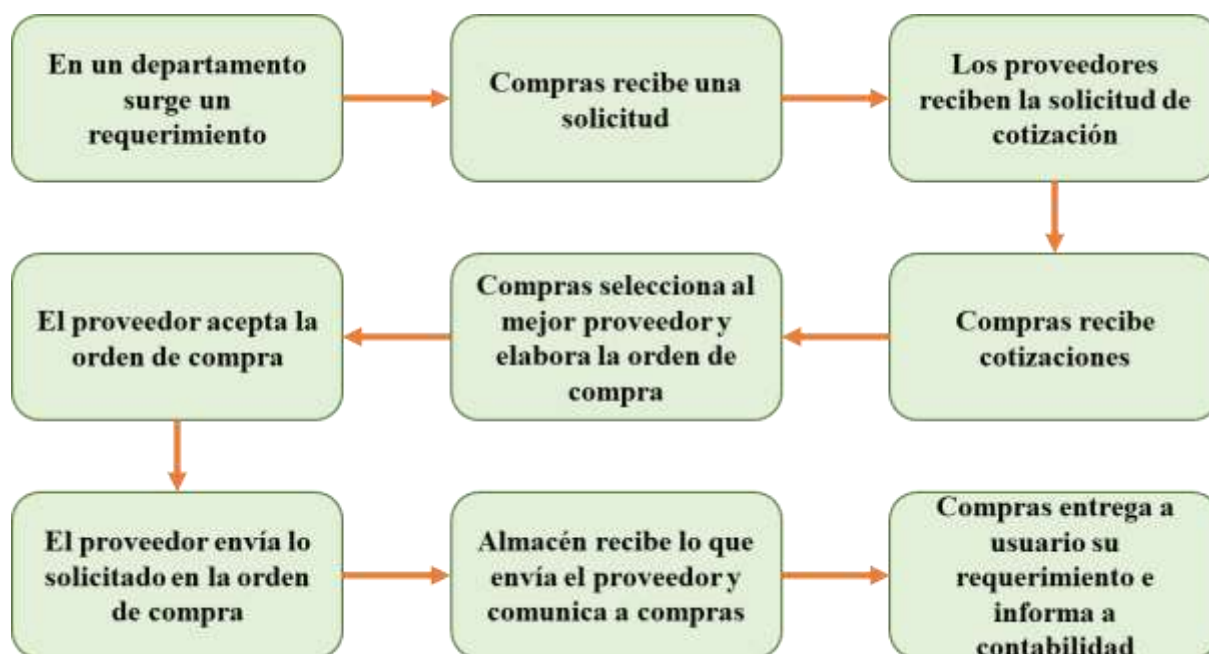 En un departamento
surge un
requerimiento
Compras recibe una
solicitud
Los proveedores
reciben la solicitud de
cotización
El proveedor acepta la
orden de compra
Compras selecciona al
mejor proveedor y
elabora la orden de
compra
Compras recibe
cotizaciones
El proveedor envía lo
solicitado en la orden
de compra
Almacén recibe lo que
envía el proveedor y
comunica a compras
Compras entrega a
usuario su
requerimiento e
informa a
contabilidad